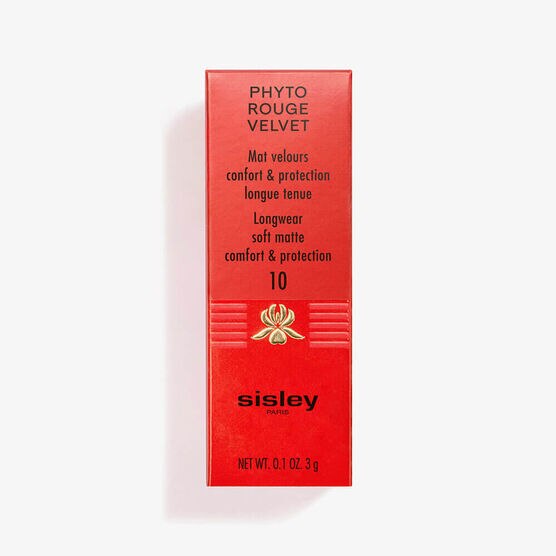 PHYTO
ROUGE
VELVET
Mat velours
confort & protection
longue tenue
Longwear
soft matte
comfort & protection
10
sisley
PARIS
NET WT. 0.1 OZ. 3 g